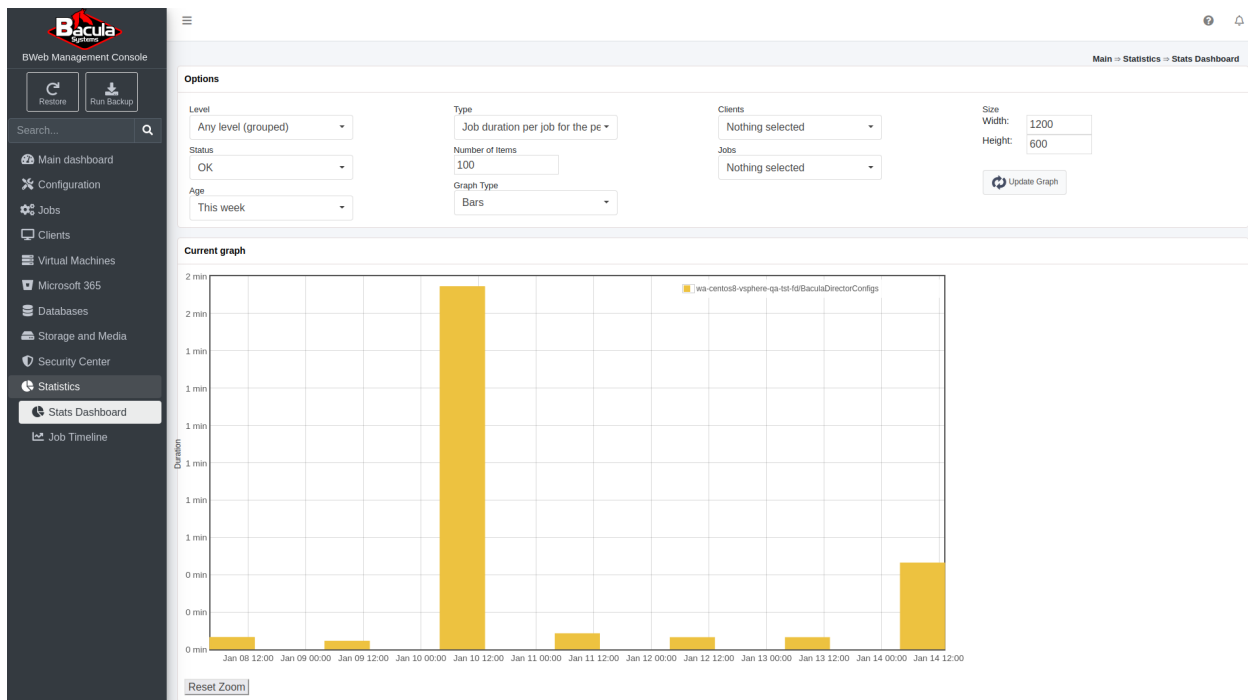 Bacula
Systems
BWeb Management Console
Restore
Run Backup
Search...
Main dashboard
Configuration
Jobs
Clients
Virtual Machines
Microsoft 365
Databases
Storage and Media
Security Center
Statistics
Stats Dashboard
Job Timeline
Main ⇒ Statistics ⇒ Stats Dashboard
Options
Level
Any level (grouped)
Status
OK
Age
This week
Type
Job duration per job for the pe
Number of Items
100
Graph Type
Bars
Clients
Nothing selected
Jobs
Nothing selected
Size
Width: 1200
Height: 600
Update Graph
Current graph
wa-centos8-vsphere-qa-tst-fd/BaculaDirectorConfigs
Duration
2 min
2 min
1 min
1 min
1 min
1 min
1 min
1 min
0 min
0 min
0 min
Jan 08 12:00 Jan 09 00:00 Jan 09 12:00 Jan 10 00:00 Jan 10 12:00 Jan 11 00:00 Jan 11 12:00 Jan 12 00:00 Jan 12 12:00 Jan 13 00:00 Jan 13 12:00 Jan 14 00:00 Jan 14 12:00
Reset Zoom